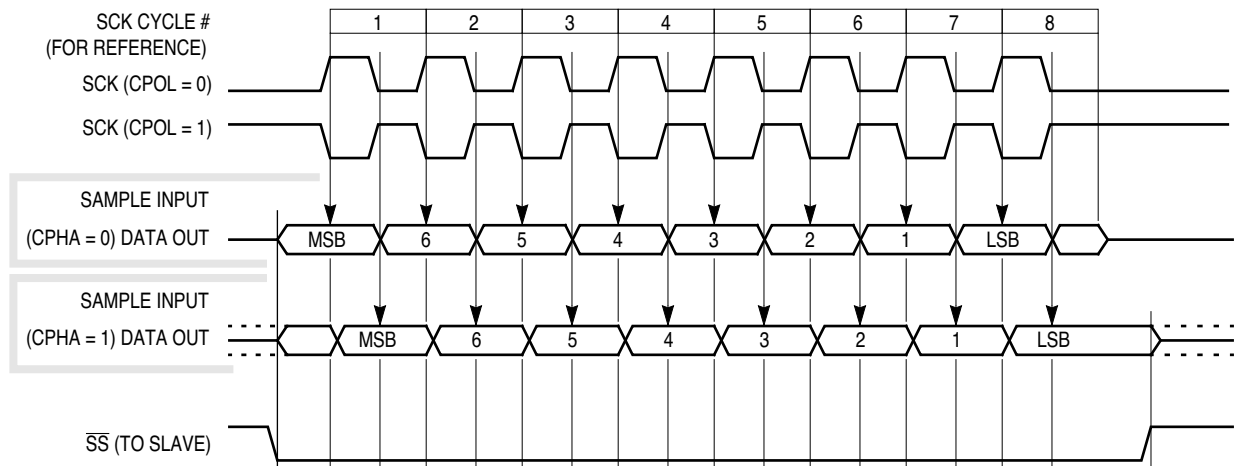 SCK CYCLE # 1 2 3 4 5 6 7 8
(FOR REFERENCE)
SCK (CPOL = 0)
SCK (CPOL = 1)
SAMPLE INPUT
(CPHA = 0) DATA OUT MSB 6 5 4 3 2 1 LSB
SAMPLE INPUT
(CPHA = 1) DATA OUT MSB 6 5 4 3 2 1 LSB
S̅S̅ (TO SLAVE)